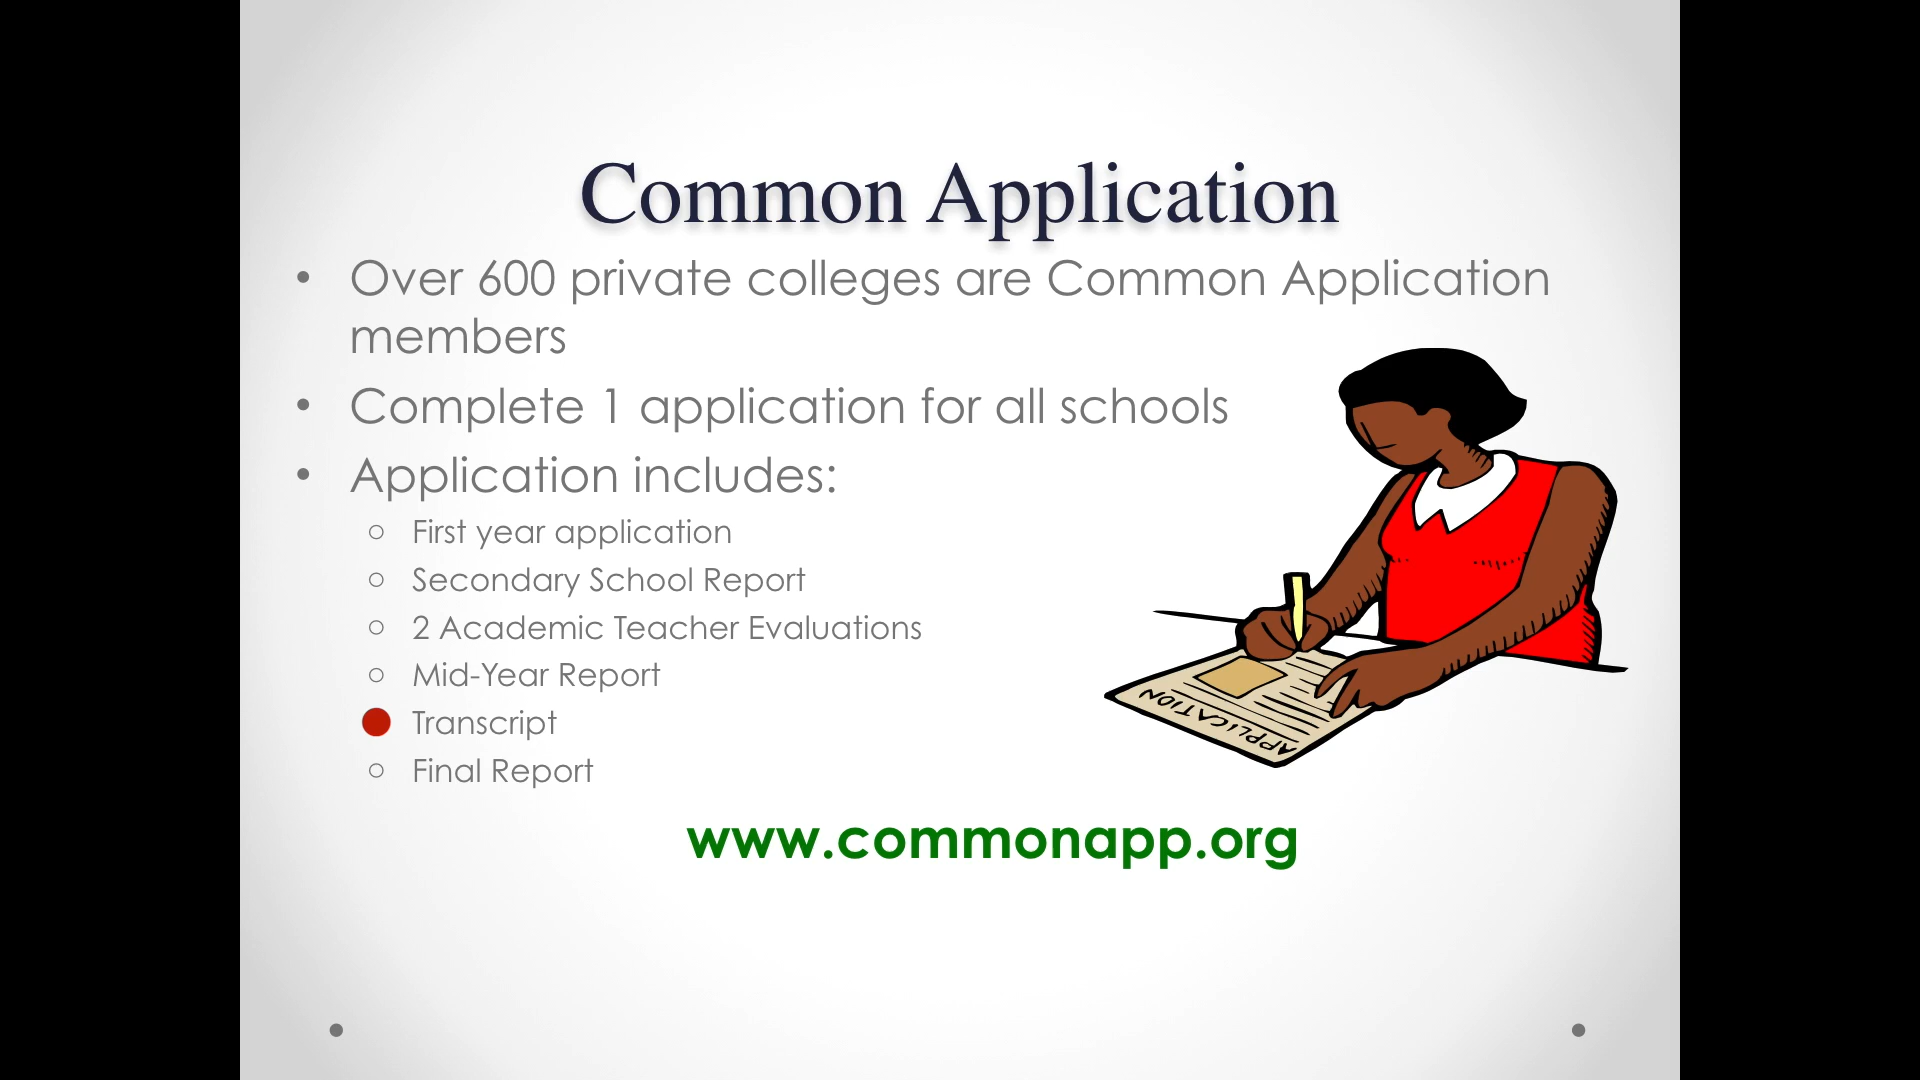 Common Application
• Over 600 private colleges are Common Application
members
• Complete 1 application for all schools
• Application includes:
○ First year application
○ Secondary School Report
○ 2 Academic Teacher Evaluations
○ Mid-Year Report
Transcript
○ Final Report
APPLICATION
www.commonapp.org